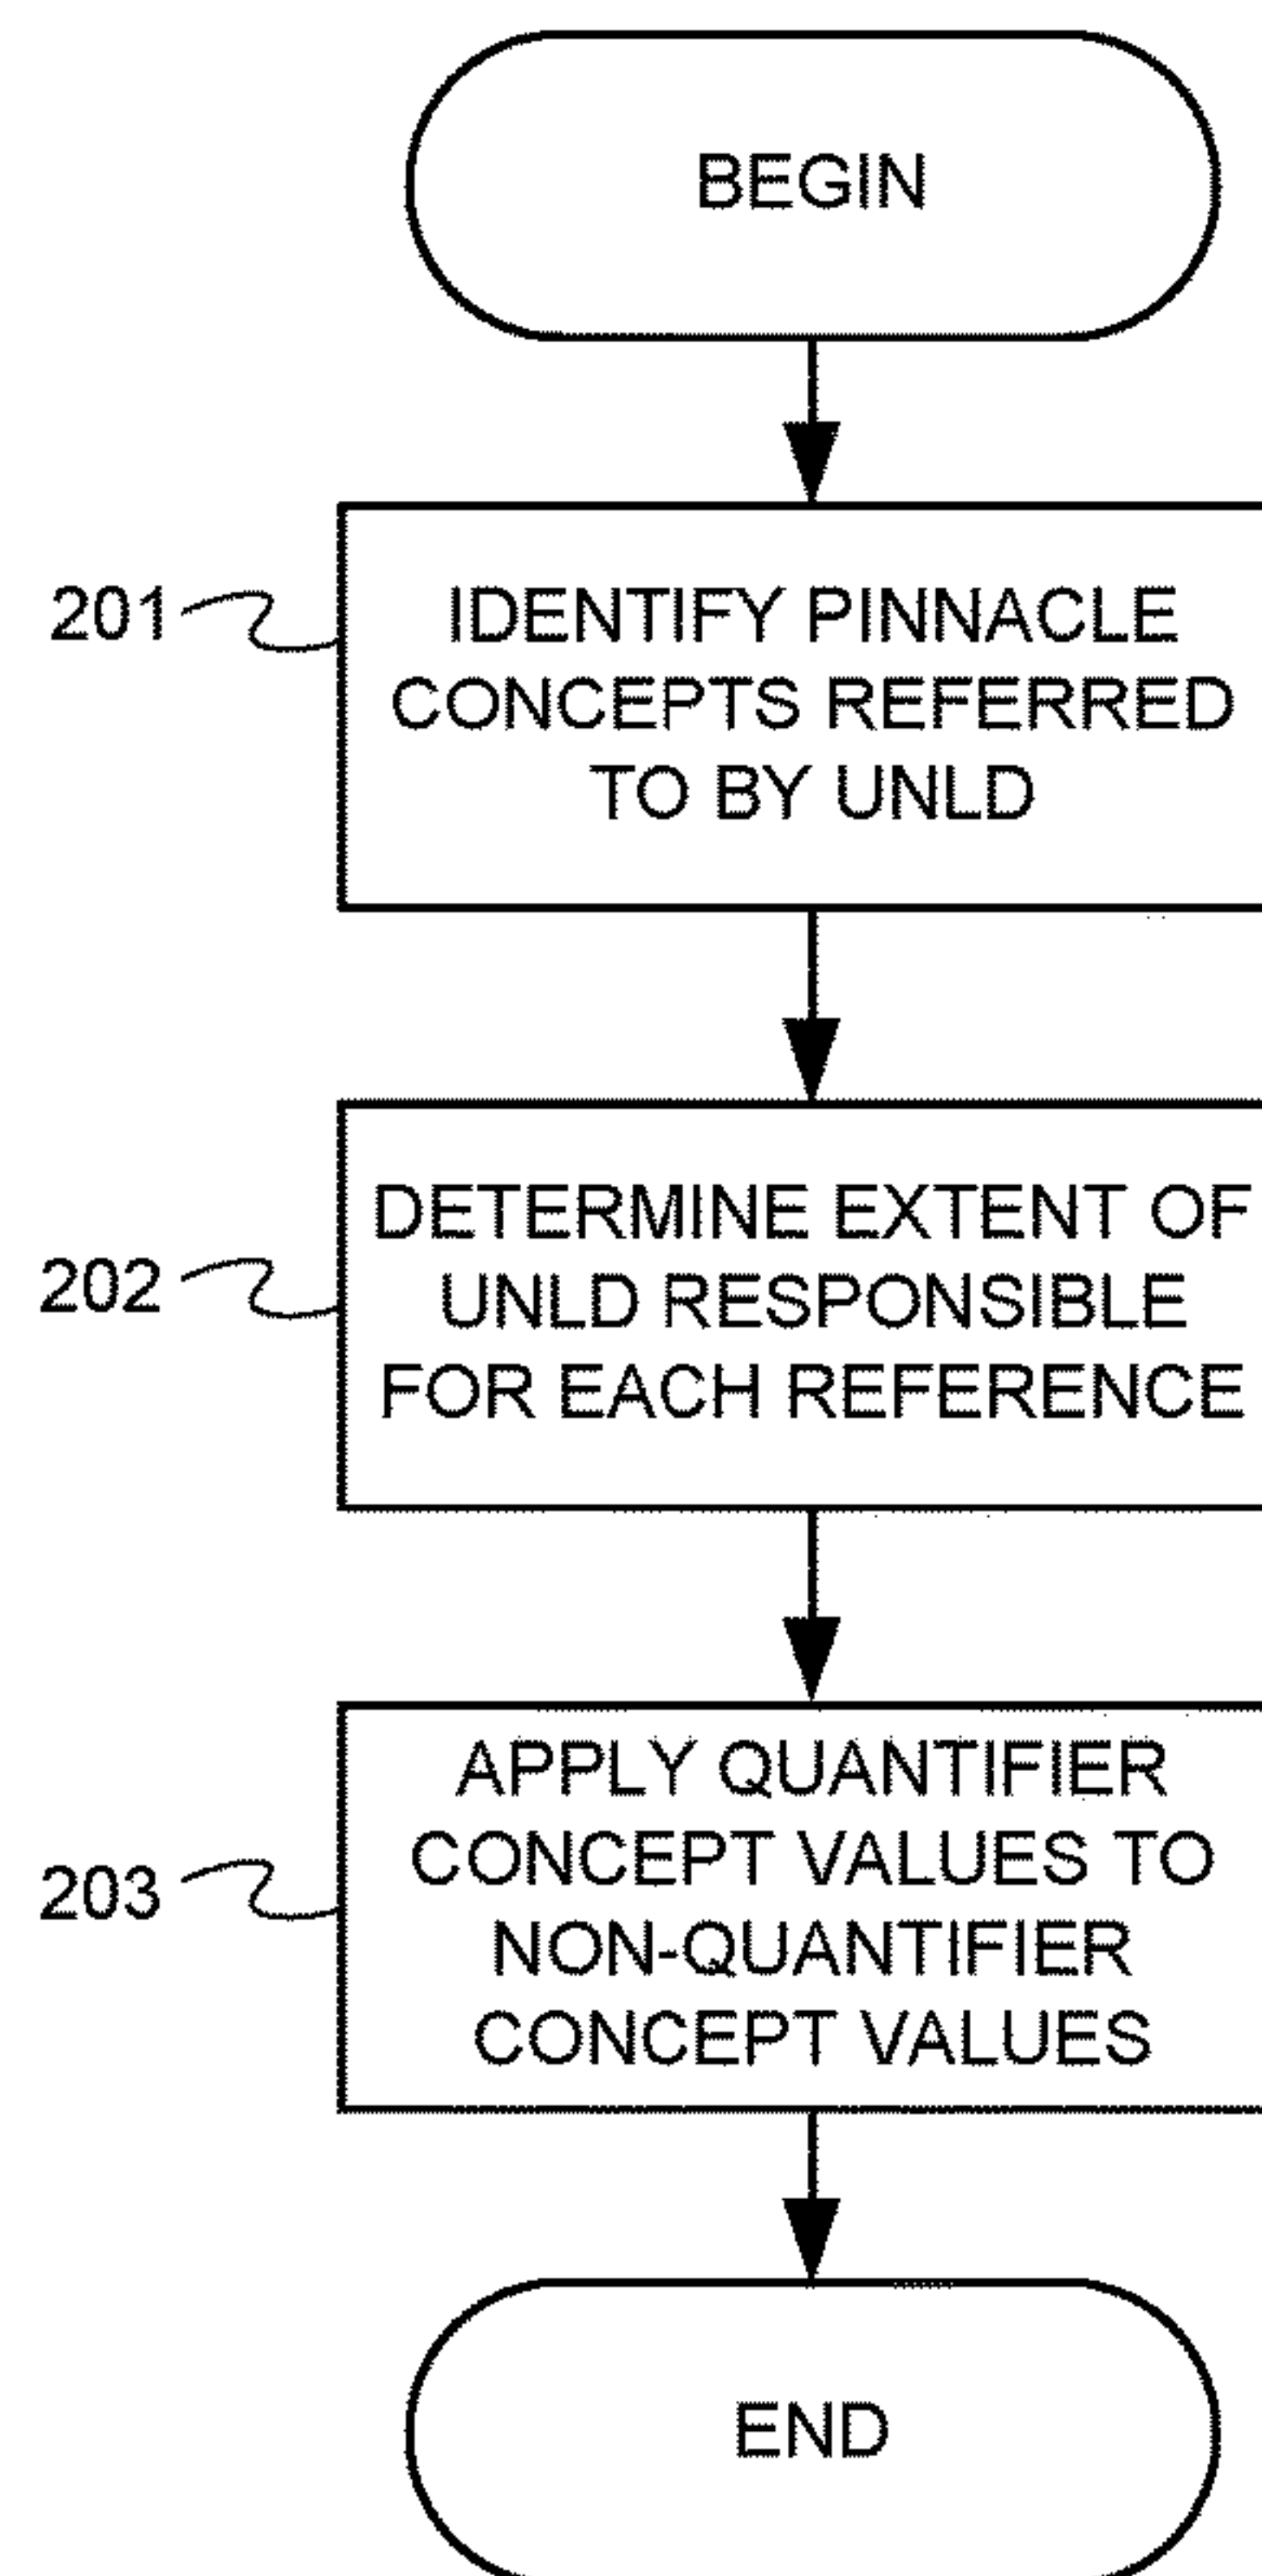 BEGIN
201
IDENTIFY PINNACLE
CONCEPTS REFERRED
TO BY UNLD
202
DETERMINE EXTENT OF
UNLD RESPONSIBLE
FOR EACH REFERENCE
203
APPLY QUANTIFIER
CONCEPT VALUES TO
NON-QUANTIFIER
CONCEPT VALUES
END